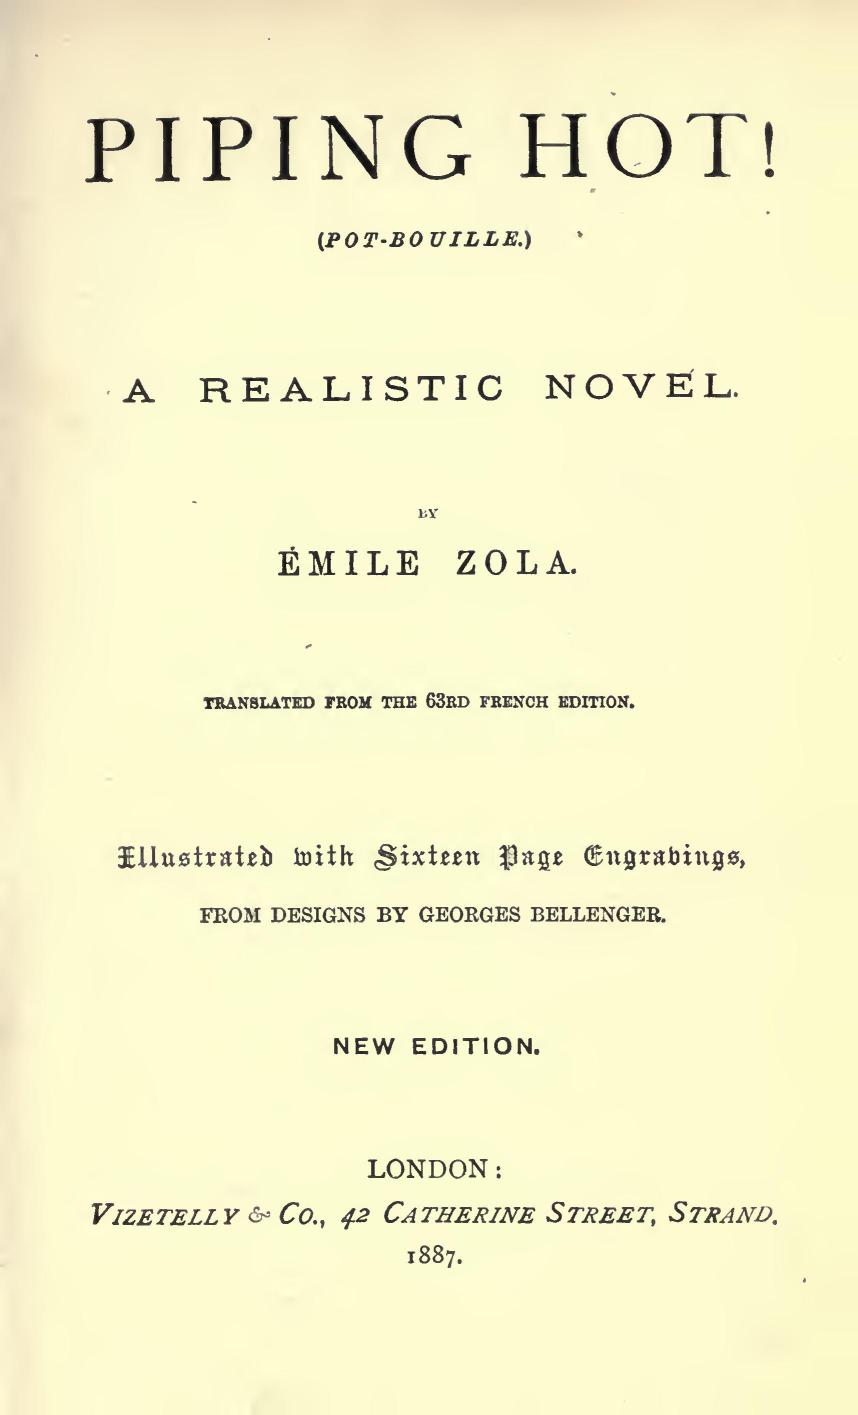 PIPING HOT!
(POT-BOUILLE.)
A REALISTIC NOVEL.
BY
ÉMILE ZOLA.
TRANSLATED FROM THE 63RD FRENCH EDITION.
Illustrated with Sixteen Page Engravings,
FROM DESIGNS BY GEORGES BELLENGER.
NEW EDITION.
LONDON:
VIZETELLY & CO., 42 CATHERINE STREET, STRAND.
1887.